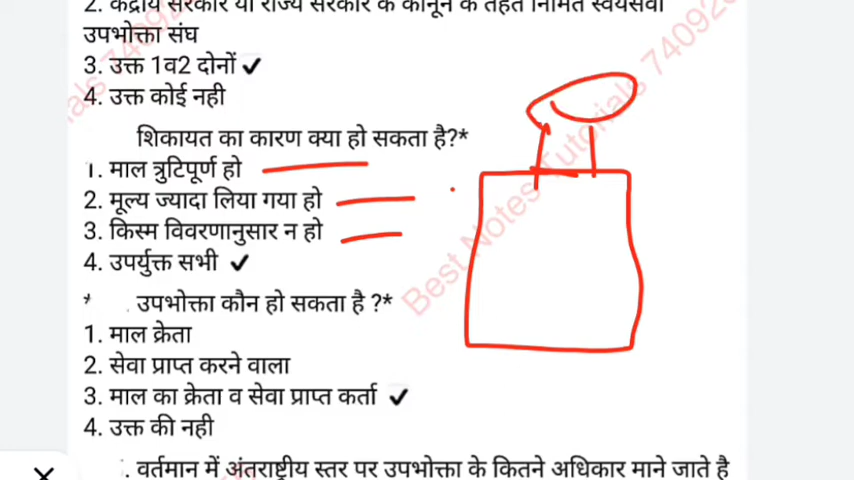 2. केंद्रीय सरकार या राज्य सरकार के कानून के तहत निर्मित स्वयंसेवी
उपभोक्ता संघ
3. उक्त 1व2 दोनों ✔
4. उक्त कोई नही
शिकायत का कारण क्या हो सकता है?*
1. माल त्रुटिपूर्ण हो
2. मूल्य ज्यादा लिया गया हो
3. किस्म विवरणानुसार न हो
4. उपर्युक्त सभी ✔
* उपभोक्ता कौन हो सकता है ?*
1. माल क्रेता
2. सेवा प्राप्त करने वाला
3. माल का क्रेता व सेवा प्राप्त कर्ता ✔
4. उक्त की नही
. वर्तमान में अंतराष्ट्रीय स्तर पर उपभोक्ता के कितने अधिकार माने जाते है
Best Notes Tutorials 74092